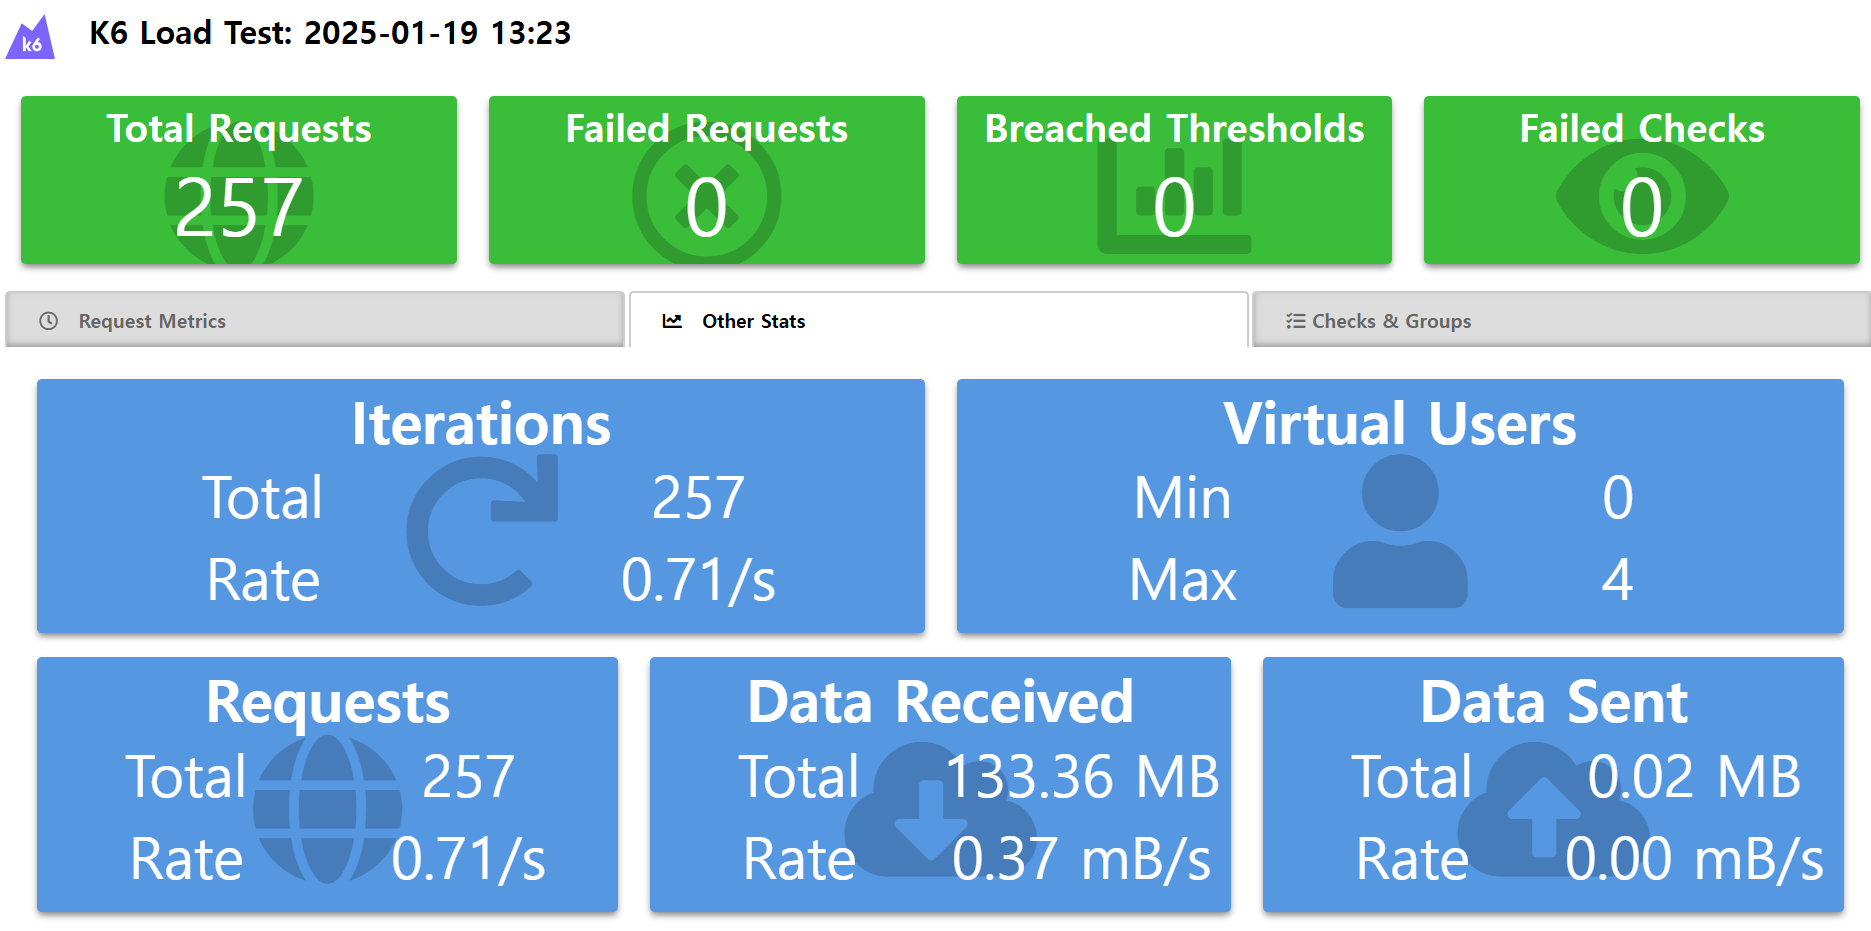 k6
K6 Load Test: 2025-01-19 13:23
Total Requests
257
Failed Requests
0
Breached Thresholds
0
Failed Checks
0
Request Metrics
Other Stats
Checks & Groups
Iterations
Total 257
Rate 0.71/s
Virtual Users
Min 0
Max 4
Requests
Total 257
Rate 0.71/s
Data Received
Total 133.36 MB
Rate 0.37 mB/s
Data Sent
Total 0.02 MB
Rate 0.00 mB/s